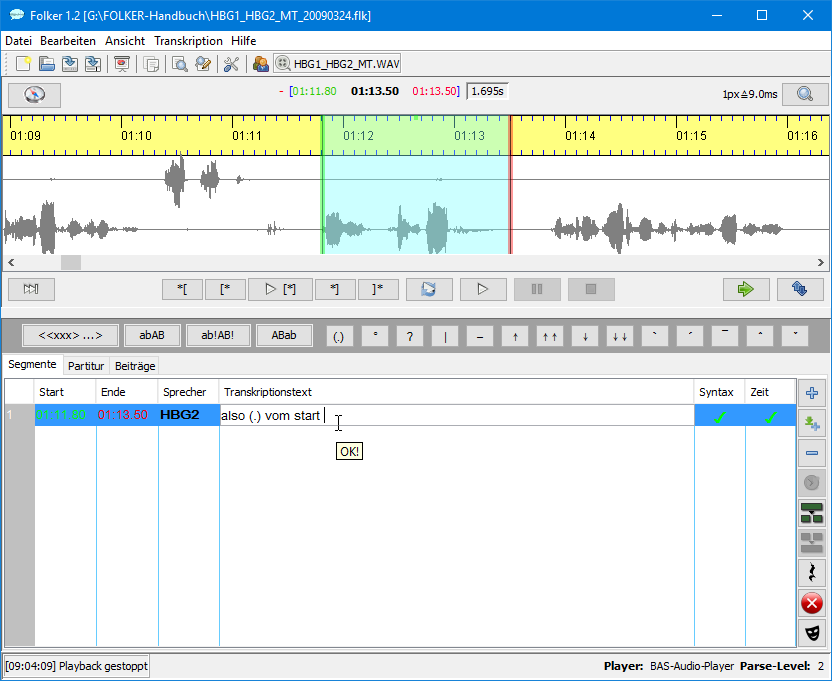 Folker 1.2 [G:\FOLKER-Handbuch\HBG1_HBG2_MT_20090324.flk]
Datei Bearbeiten Ansicht Transkription Hilfe
HBG1_HBG2_MT.WAV
- [01:11.80 01:13.50 01:13.50] 1.695s
1px≙9.0ms
01:09 01:10 01:11 01:12 01:13 01:14 01:15 01:16
*[ [* [*] *] ]*
<<xxx> ...> abAB ab!AB! ABab (.) ° ? | – ↑ ↑↑ ↓ ↓↓ ` ´ ¯ ˆ ˇ
Segmente Partitur Beiträge
Start Ende Sprecher Transkriptionstext Syntax Zeit
1 01:11.80 01:13.50 HBG2 also (.) vom start
OK!
[09:04:09] Playback gestoppt Player: BAS-Audio-Player Parse-Level: 2